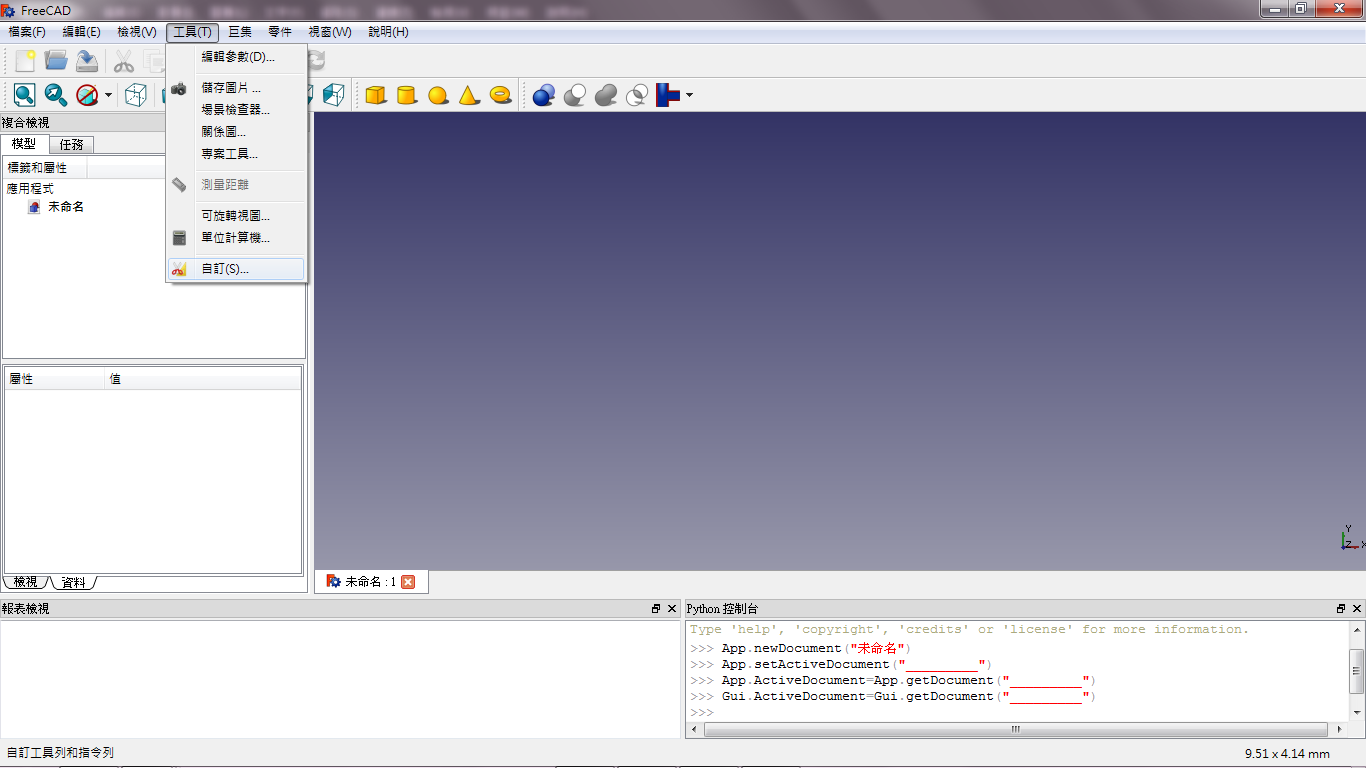 FreeCAD
檔案(F) 編輯(E) 檢視(V) 工具(T) 巨集 零件 視窗(W) 說明(H)
編輯參數(D)...
儲存圖片 ...
場景檢查器...
關係圖...
專案工具...
測量距離
可旋轉視圖...
單位計算機...
自訂(S)...
複合檢視
模型 任務
標籤和屬性
應用程式
未命名
屬性 值
檢視 資料
未命名 : 1
報表檢視
Python 控制台
Type 'help', 'copyright', 'credits' or 'license' for more information.
>>> App.newDocument("未命名")
>>> App.setActiveDocument("_________")
>>> App.ActiveDocument=App.getDocument("_________")
>>> Gui.ActiveDocument=Gui.getDocument("_________")
>>>
Y
Z X
自訂工具列和指令列
9.51 x 4.14 mm